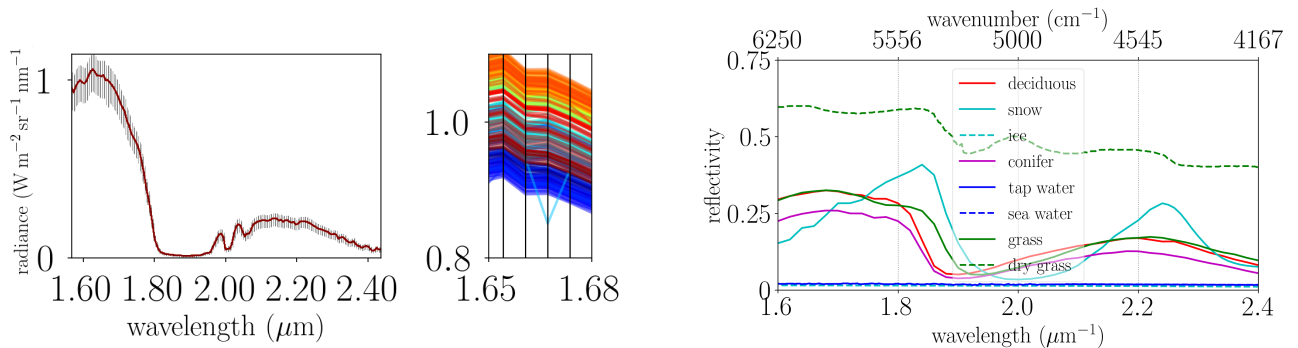 radiance (W m⁻² sr⁻¹ nm⁻¹
1
0
1.60 1.80 2.00 2.20 2.40
wavelength (μm)
1.0
0.8
1.65 1.68
wavenumber (cm⁻¹)
6250 5556 5000 4545 4167
0.75
0.5
0.25
0
reflectivity
deciduous
snow
ice
conifer
tap water
sea water
grass
dry grass
1.6 1.8 2.0 2.2 2.4
wavelength (μm⁻¹)